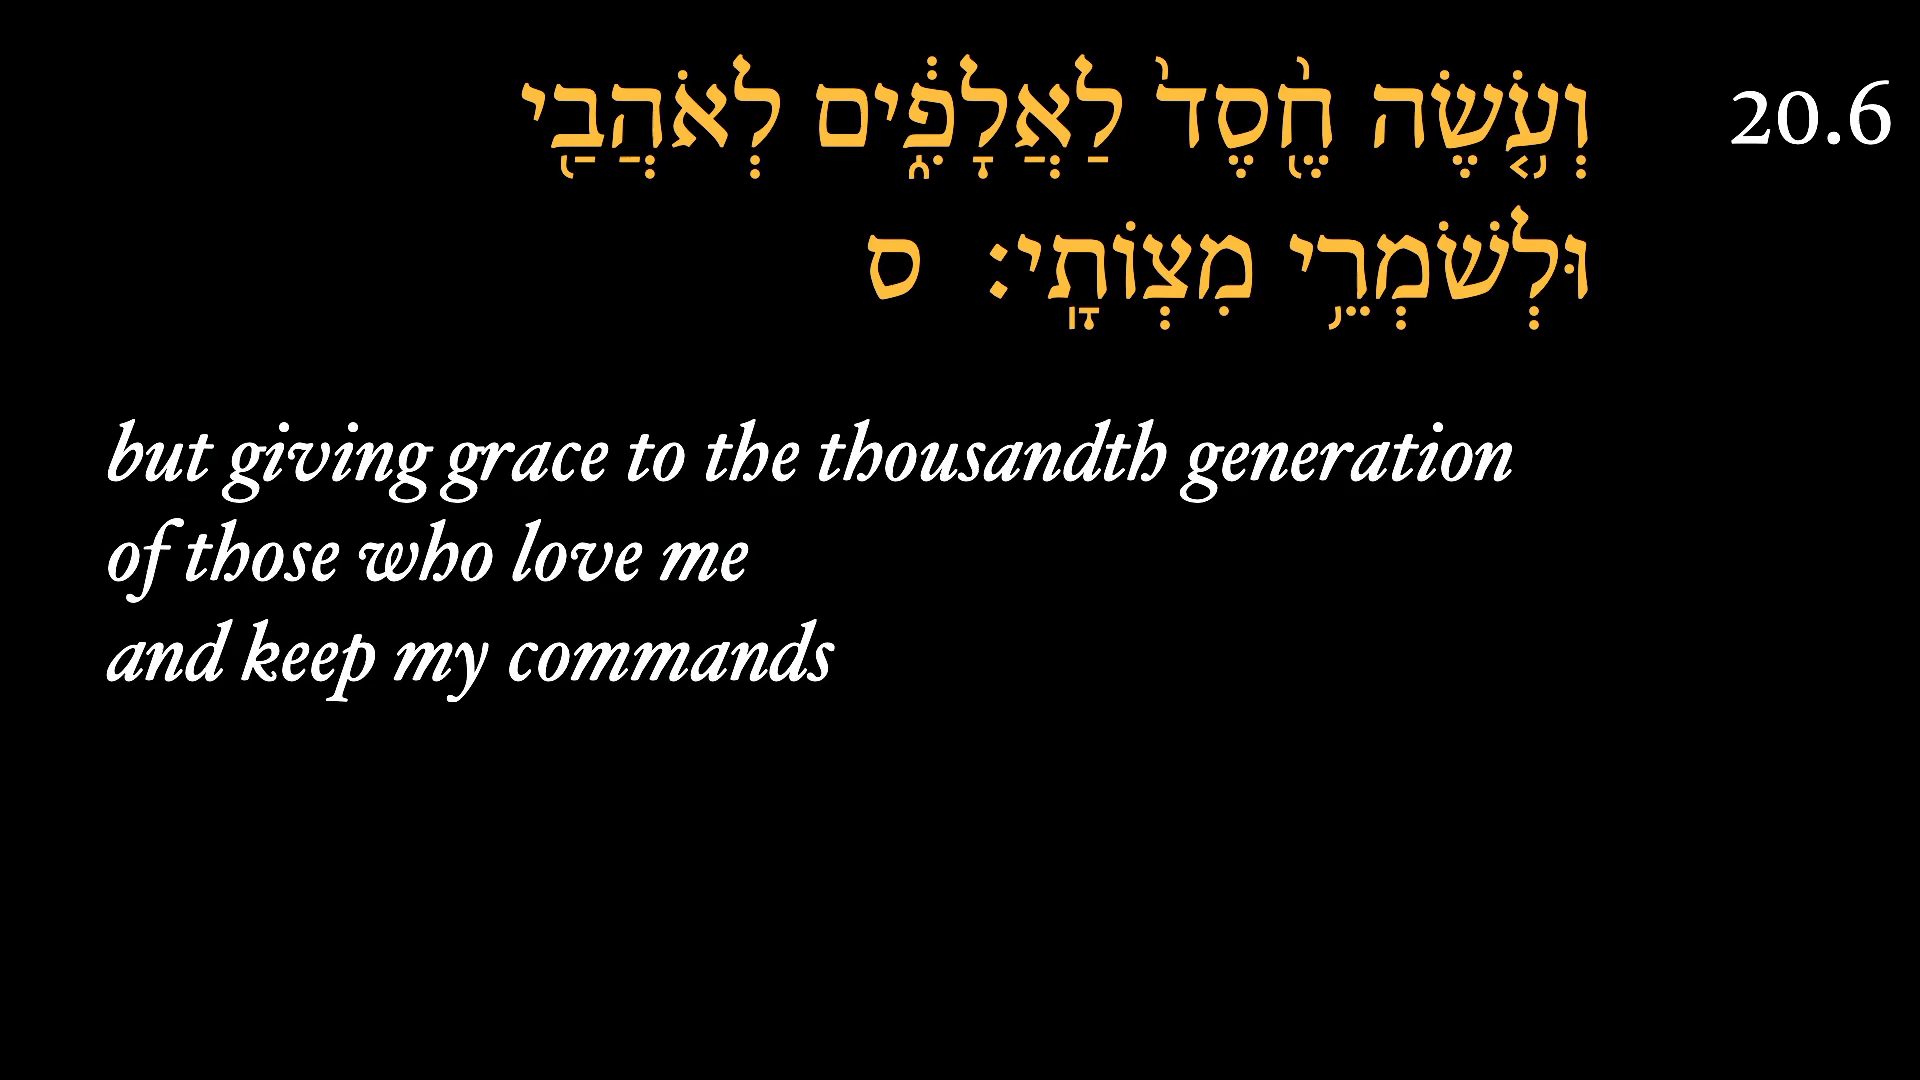 20.6
וְעֹ֤֣שֶׂה חֶ֖֙סֶד֙ לַאֲלָפִ֑֔ים לְאֹהֲבַ֖י
וּלְשֹׁמְרֵ֥י מִצְוֺתָֽי׃ ס
but giving grace to the thousandth generation
of those who love me
and keep my commands